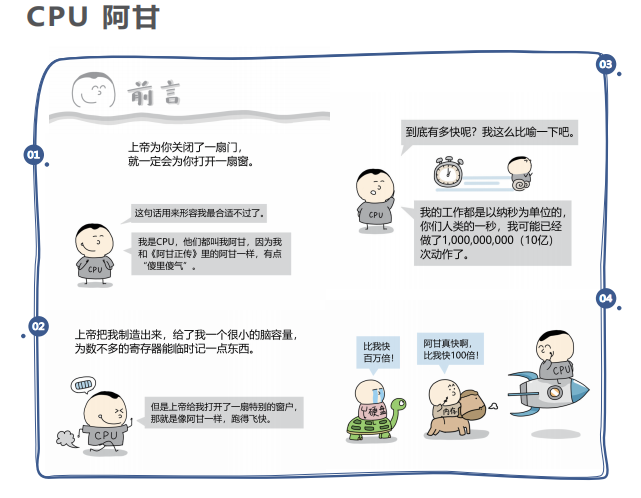 CPU 阿甘
前言
01
上帝为你关闭了一扇门，
就一定会为你打开一扇窗。
这句话用来形容我最合适不过了。
我是CPU，他们都叫我阿甘，因为我
和《阿甘正传》里的阿甘一样，有点
“傻里傻气”。
CPU
02
上帝把我制造出来，给了我一个很小的脑容量，
为数不多的寄存器能临时记一点东西。
但是上帝给我打开了一扇特别的窗户，
那就是像阿甘一样，跑得飞快。
CPU
03
到底有多快呢？我这么比喻一下吧。
CPU
我的工作都是以纳秒为单位的，
你们人类的一秒，我可能已经
做了1,000,000,000（10亿）
次动作了。
04
比我快
百万倍！
阿甘真快啊，
比我快100倍！
硬盘
内存
CPU